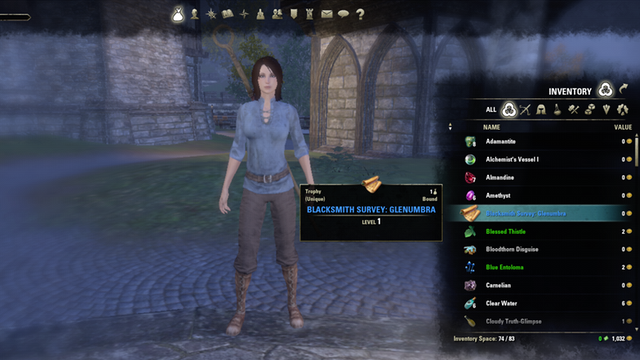 INVENTORY
ALL
NAME VALUE
Adamantite 0
Alchemist's Vessel I 0
Almandine 0
Amethyst 0
Blacksmith Survey: Glenumbra 0
Blessed Thistle 2
Bloodthorn Disguise 0
Blue Entoloma 2
Carnelian 0
Clear Water 6
Cloudy Truth-Glimpse 1
Inventory Space: 74 / 83 0 1,032
Trophy 1
(Unique) Bound
BLACKSMITH SURVEY: GLENUMBRA
LEVEL 1